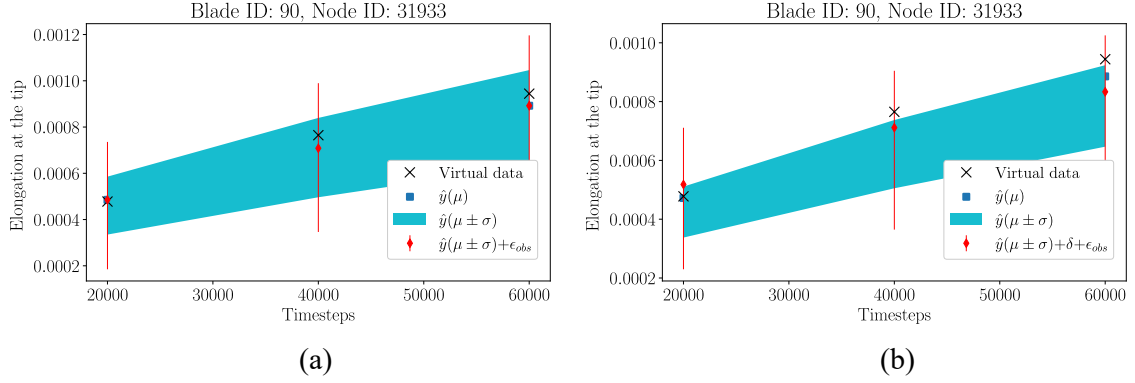 Blade ID: 90, Node ID: 31933
0.0012
0.0010
0.0008
0.0006
0.0004
0.0002
Elongation at the tip
Virtual data
ŷ(μ)
ŷ(μ ± σ)
ŷ(μ ± σ)+ϵ_obs
20000 30000 40000 50000 60000
Timesteps
(a)
Blade ID: 90, Node ID: 31933
0.0010
0.0008
0.0006
0.0004
0.0002
Elongation at the tip
Virtual data
ŷ(μ)
ŷ(μ ± σ)
ŷ(μ ± σ)+δ+ϵ_obs
20000 30000 40000 50000 60000
Timesteps
(b)